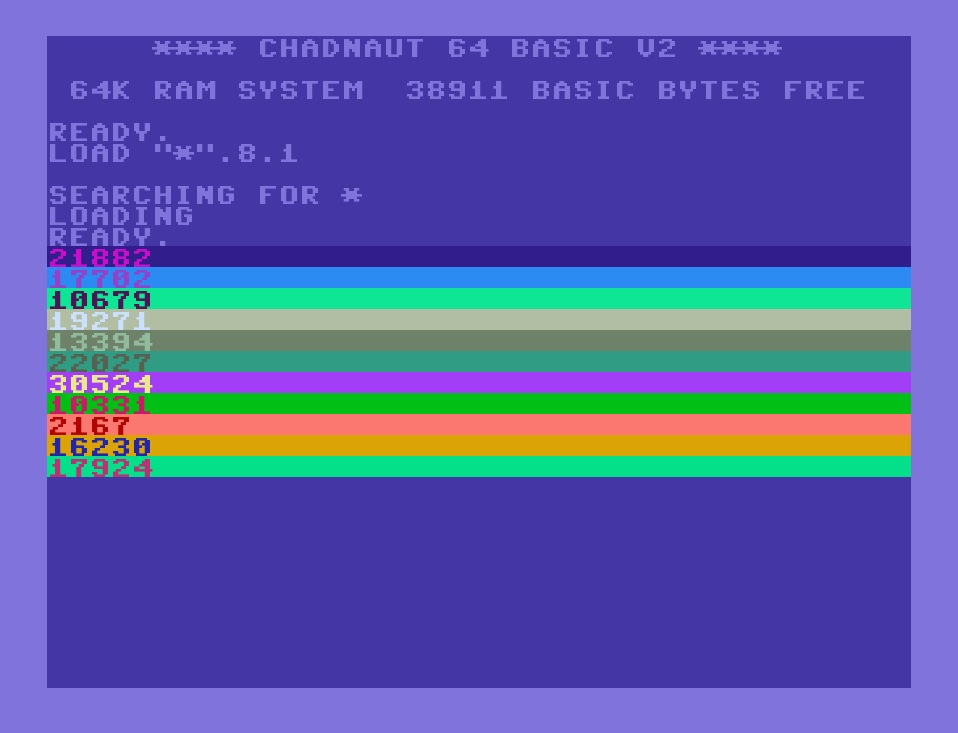 **** CHADNAUT 64 BASIC V2 ****
64K RAM SYSTEM  38911 BASIC BYTES FREE
READY.
LOAD "*".8.1
SEARCHING FOR *
LOADING
READY.
21882
17702
10679
19271
13394
22027
30524
10331
2167
16230
17924